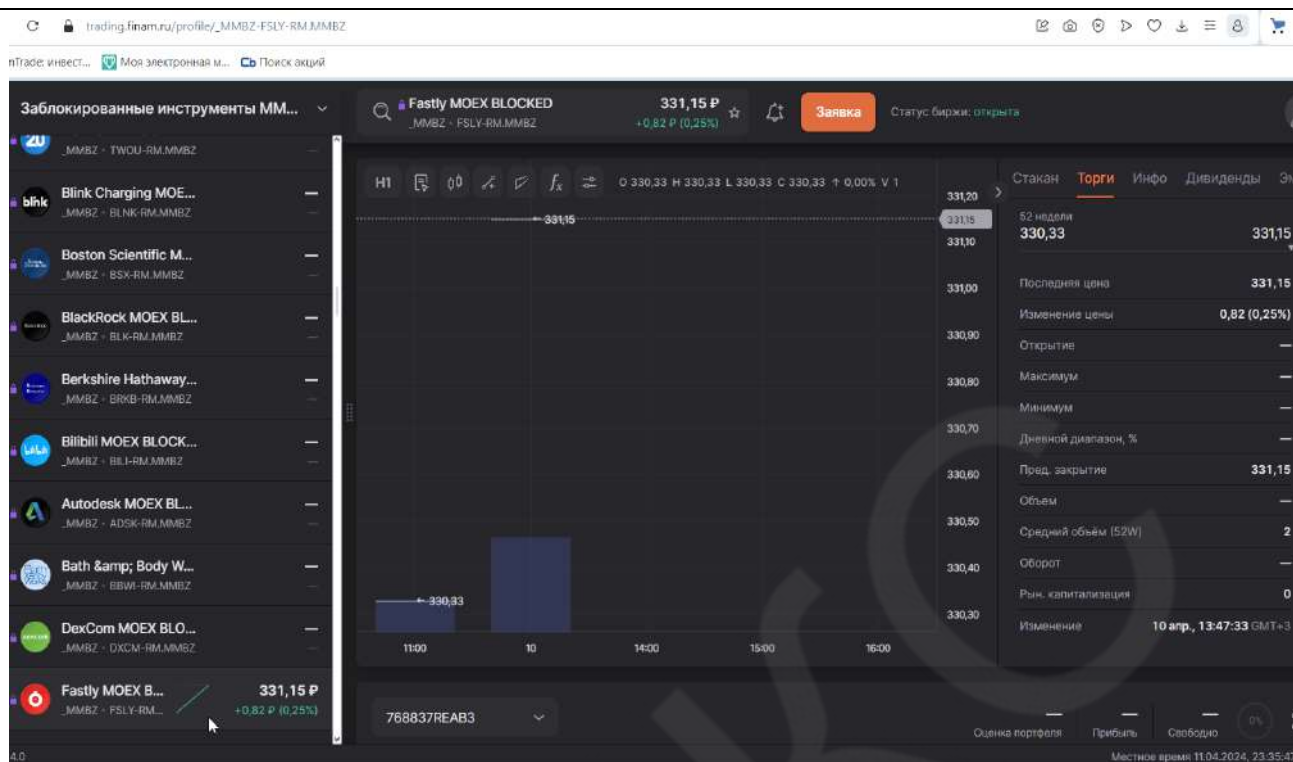 trading.finam.ru/profile/_MMBZ-FSLY-RM.MMBZ
nTrade: инвест... Моя электронная м... Сb Поиск акций
Заблокированные инструменты MM...
_MMBZ - TWOU-RM.MMBZ —
blink Blink Charging MOE... —
_MMBZ - BLNK-RM.MMBZ —
Boston Scientific M... —
_MMBZ - BSX-RM.MMBZ —
BlackRock MOEX BL... —
_MMBZ - BLK-RM.MMBZ —
Berkshire Hathaway... —
_MMBZ - BRKB-RM.MMBZ —
Bilibili MOEX BLOCK... —
_MMBZ - BILI-RM.MMBZ —
Autodesk MOEX BL... —
_MMBZ - ADSK-RM.MMBZ —
Bath &amp; Body W... —
_MMBZ - BBWI-RM.MMBZ —
DexCom MOEX BLO... —
_MMBZ - DXCM-RM.MMBZ —
Fastly MOEX B... 331,15 ₽
_MMBZ - FSLY-RM... +0,82 ₽ (0,25%)
4.0
Fastly MOEX BLOCKED 331,15 ₽
_MMBZ - FSLY-RM.MMBZ +0,82 ₽ (0,25%)
Заявка
Статус биржи: открыта
H1 fx O 330,33 H 330,33 L 330,33 C 330,33 ↑ 0,00% V 1
331,15
330,33
331,20
331,15
331,10
331,00
330,90
330,80
330,70
330,60
330,50
330,40
330,30
11:00 10 14:00 15:00 16:00
Стакан Торги Инфо Дивиденды
52 недели
330,33 331,15
Последняя цена 331,15
Изменение цены 0,82 (0,25%)
Открытие —
Максимум —
Минимум —
Дневной диапазон, % —
Пред. закрытие 331,15
Объем —
Средний объём (52W) 2
Оборот —
Рын. капитализация 0
Изменение 10 апр., 13:47:33 GMT+3
768837REAB3
— — — 0%
Оценка портфеля Прибыль Свободно
Местное время 11.04.2024, 23:35:47